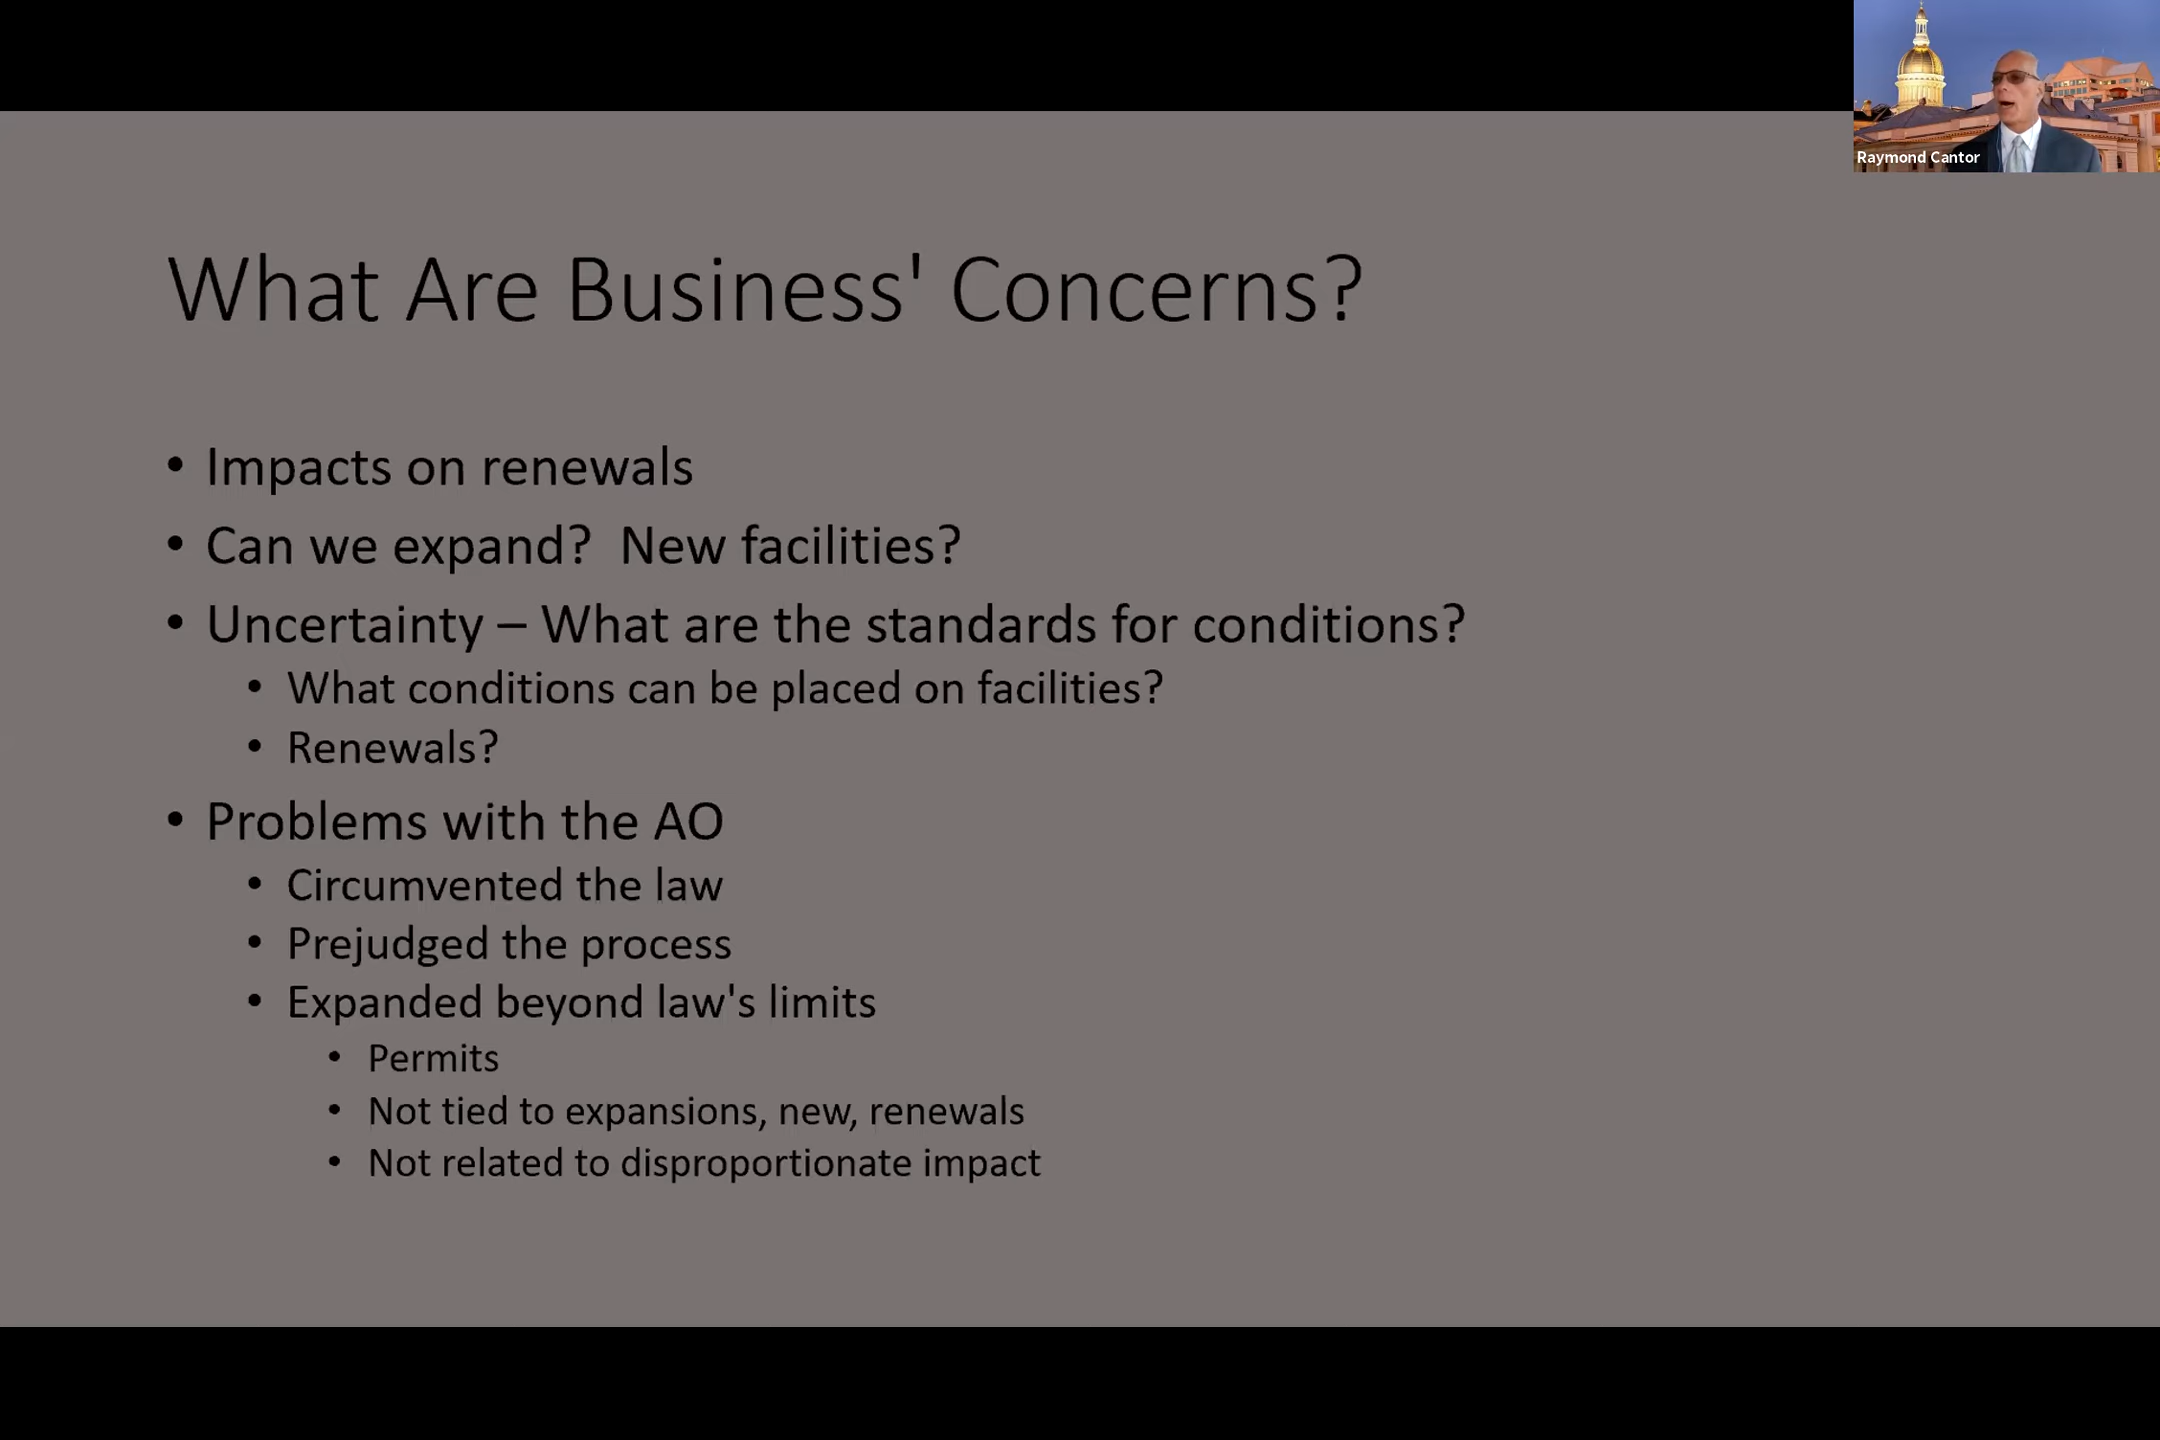 Raymond Cantor
What Are Business' Concerns?
• Impacts on renewals
• Can we expand?  New facilities?
• Uncertainty – What are the standards for conditions?
• What conditions can be placed on facilities?
• Renewals?
• Problems with the AO
• Circumvented the law
• Prejudged the process
• Expanded beyond law's limits
• Permits
• Not tied to expansions, new, renewals
• Not related to disproportionate impact